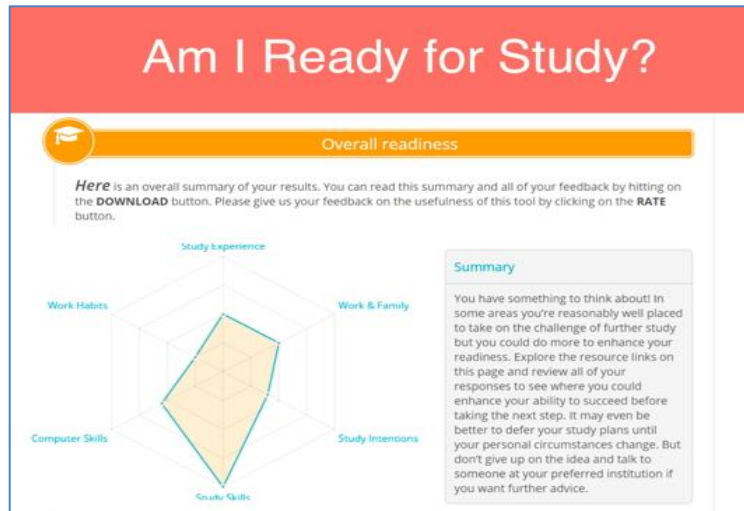 Am I Ready for Study?
Overall readiness
Here is an overall summary of your results. You can read this summary and all of your feedback by hitting on
the DOWNLOAD button. Please give us your feedback on the usefulness of this tool by clicking on the RATE
button.
Study Experience
Work Habits
Work & Family
Computer Skills
Study Intentions
Study Skills
Summary
You have something to think about! In
some areas you're reasonably well placed
to take on the challenge of further study
but you could do more to enhance your
readiness. Explore the resource links on
this page and review all of your
responses to see where you could
enhance your ability to succeed before
taking the next step. It may even be
better to defer your study plans until
your personal circumstances change. But
don't give up on the idea and talk to
someone at your preferred institution if
you want further advice.